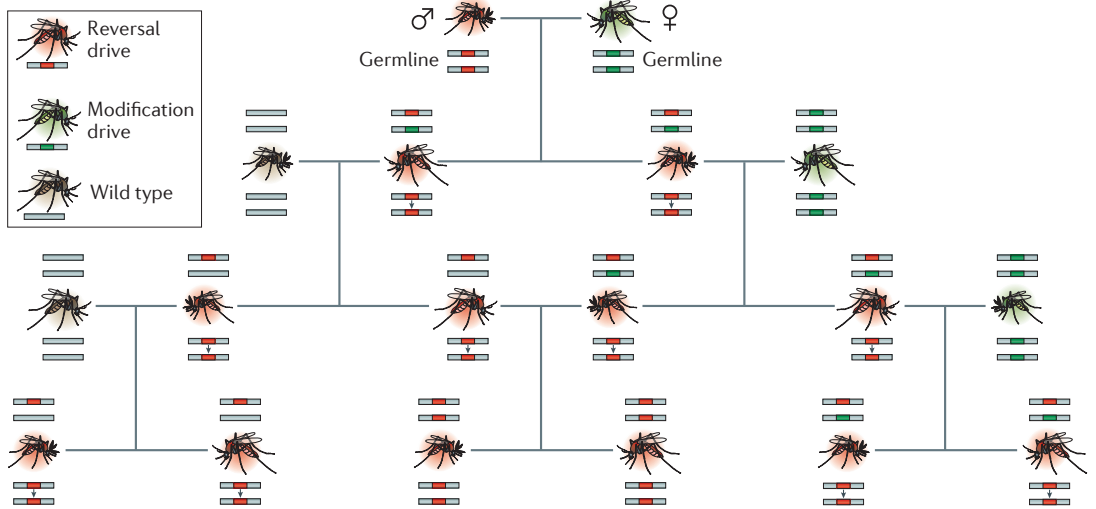 Reversal
drive
Modification
drive
Wild type
♂
♀
Germline
Germline